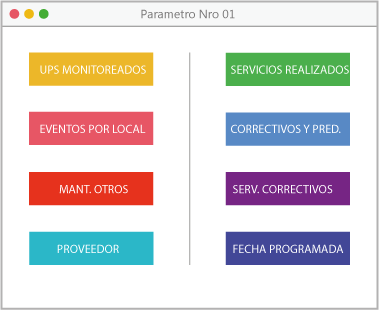 Parametro Nro 01
UPS MONITOREADOS
SERVICIOS REALIZADOS
EVENTOS POR LOCAL
CORRECTIVOS Y PRED.
MANT. OTROS
SERV. CORRECTIVOS
PROVEEDOR
FECHA PROGRAMADA